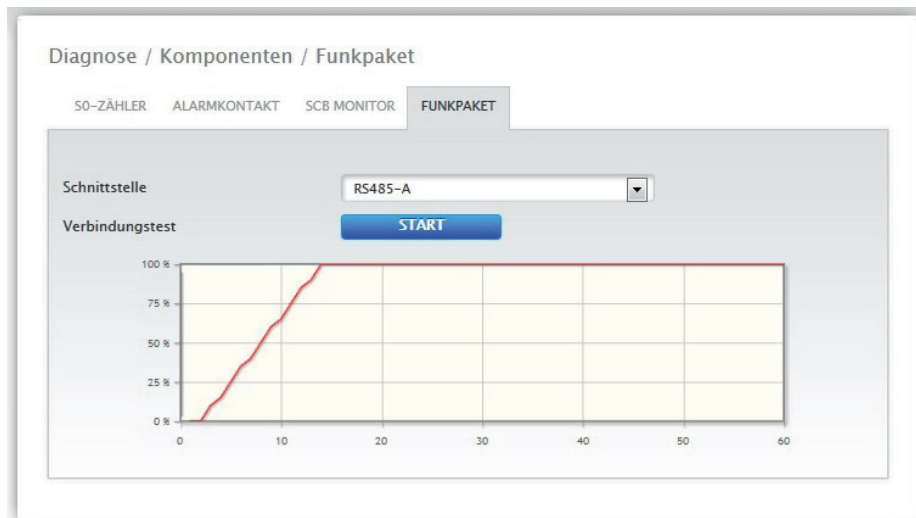 Diagnose / Komponenten / Funkpaket
S0-ZÄHLER ALARMKONTAKT SCB MONITOR FUNKPAKET
Schnittstelle RS485-A
Verbindungstest START
100 %
75 %
50 %
25 %
0 %
0 10 20 30 40 50 60